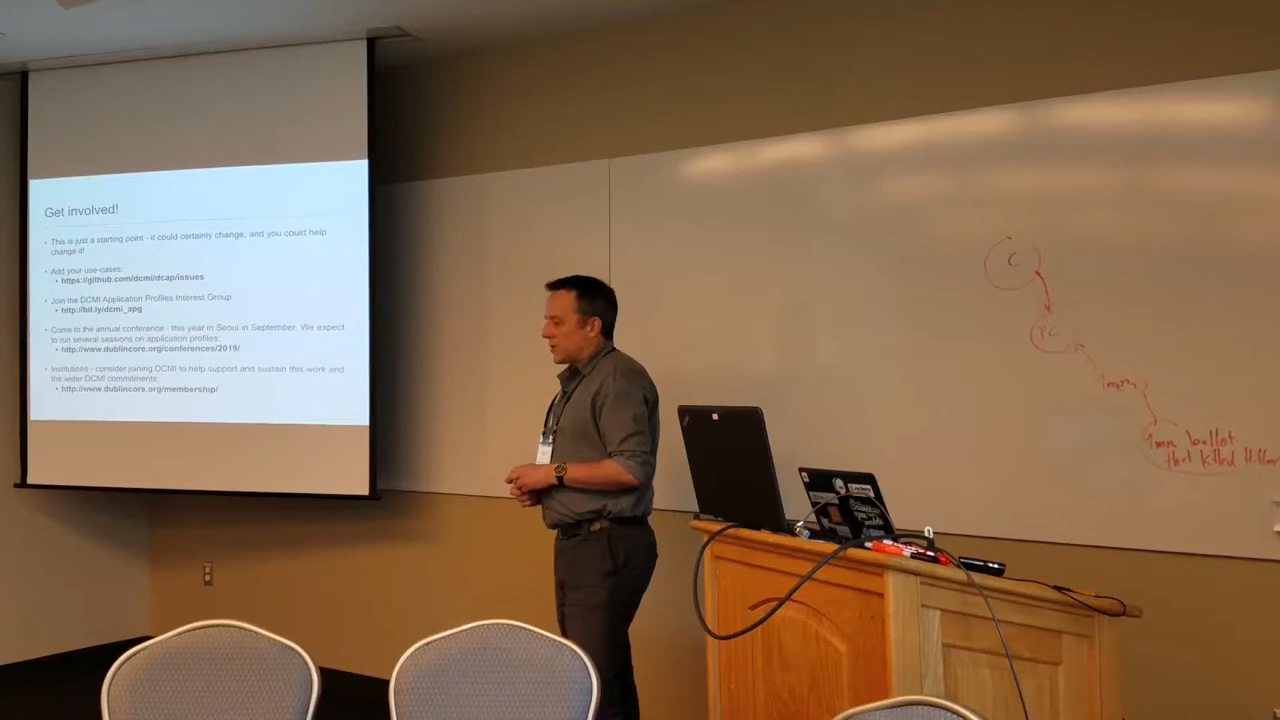 Get involved!
• This is just a starting point - it could certainly change, and you could help
change it!
• Add your use-cases:
• https://github.com/dcmi/dcap/issues
• Join the DCMI Application Profiles Interest Group
• http://bit.ly/dcmi_apg
• Come to the annual conference - this year in Seoul in September. We expect
to run several sessions on application profiles:
• http://www.dublincore.org/conferences/2019/
• Institutions - consider joining DCMI to help support and sustain this work and
the wider DCMI commitments:
• http://www.dublincore.org/membership/
C
PC
9mm
9mm bullet
that killed Hitler